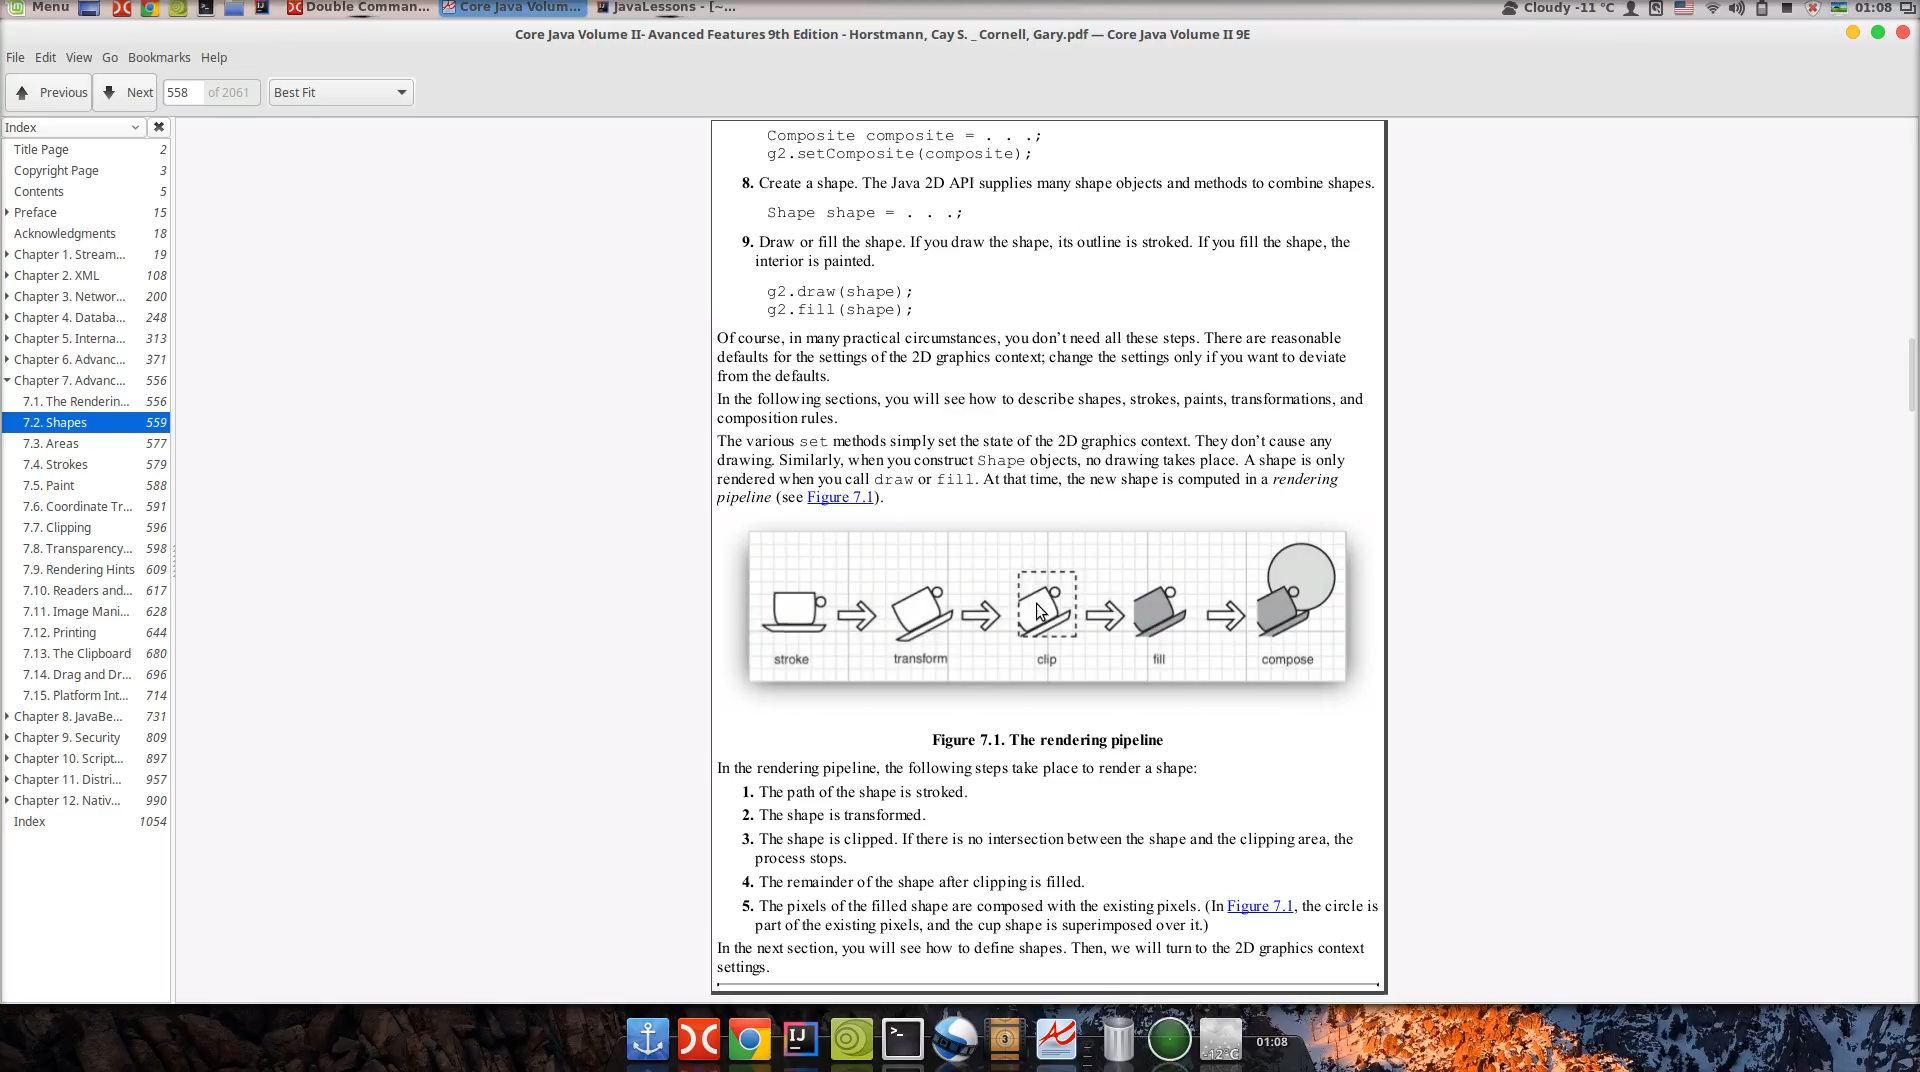 Menu
Double Comman...
Core Java Volum...
JavaLessons - [~...
Cloudy -11 °C
01:08
Core Java Volume II- Avanced Features 9th Edition - Horstmann, Cay S. _Cornell, Gary.pdf — Core Java Volume II 9E
File Edit View Go Bookmarks Help
Previous Next 558 of 2061 Best Fit
Index
Title Page 2
Copyright Page 3
Contents 5
Preface 15
Acknowledgments 18
Chapter 1. Stream... 19
Chapter 2. XML 108
Chapter 3. Networ... 200
Chapter 4. Databa... 248
Chapter 5. Interna... 313
Chapter 6. Advanc... 371
Chapter 7. Advanc... 556
7.1. The Renderin... 556
7.2. Shapes 559
7.3. Areas 577
7.4. Strokes 579
7.5. Paint 588
7.6. Coordinate Tr... 591
7.7. Clipping 596
7.8. Transparency... 598
7.9. Rendering Hints 609
7.10. Readers and... 617
7.11. Image Mani... 628
7.12. Printing 644
7.13. The Clipboard 680
7.14. Drag and Dr... 696
7.15. Platform Int... 714
Chapter 8. JavaBe... 731
Chapter 9. Security 809
Chapter 10. Script... 897
Chapter 11. Distri... 957
Chapter 12. Nativ... 990
Index 1054
Composite composite = . . .;
g2.setComposite(composite);
8. Create a shape. The Java 2D API supplies many shape objects and methods to combine shapes.
Shape shape = . . .;
9. Draw or fill the shape. If you draw the shape, its outline is stroked. If you fill the shape, the
interior is painted.
g2.draw(shape);
g2.fill(shape);
Of course, in many practical circumstances, you don’t need all these steps. There are reasonable
defaults for the settings of the 2D graphics context; change the settings only if you want to deviate
from the defaults.
In the following sections, you will see how to describe shapes, strokes, paints, transformations, and
composition rules.
The various set methods simply set the state of the 2D graphics context. They don’t cause any
drawing. Similarly, when you construct Shape objects, no drawing takes place. A shape is only
rendered when you call draw or fill. At that time, the new shape is computed in a rendering
pipeline (see Figure 7.1).
stroke transform clip fill compose
Figure 7.1. The rendering pipeline
In the rendering pipeline, the following steps take place to render a shape:
1. The path of the shape is stroked.
2. The shape is transformed.
3. The shape is clipped. If there is no intersection between the shape and the clipping area, the
process stops.
4. The remainder of the shape after clipping is filled.
5. The pixels of the filled shape are composed with the existing pixels. (In Figure 7.1, the circle is
part of the existing pixels, and the cup shape is superimposed over it.)
In the next section, you will see how to define shapes. Then, we will turn to the 2D graphics context
settings.
IJ
>_
3
-12°C
01:08